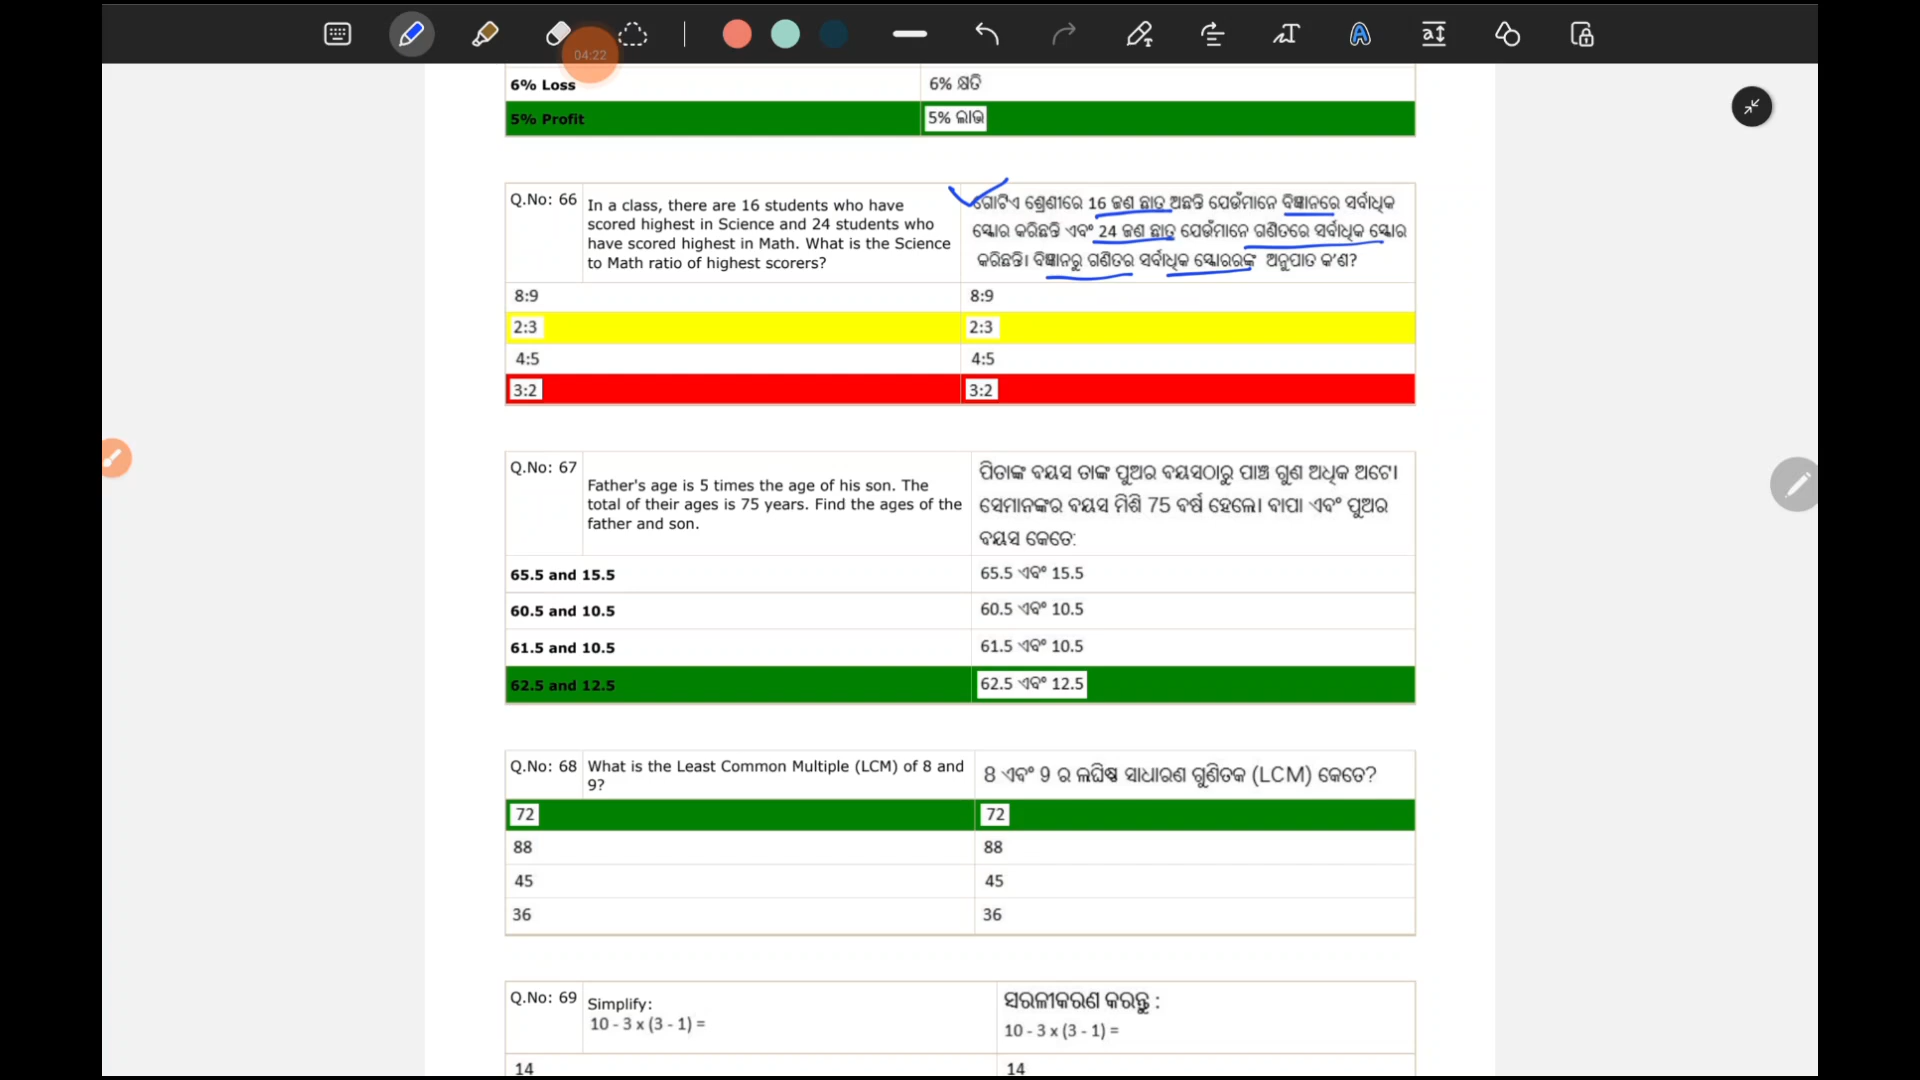 04:22
6% Loss
6% କ୍ଷତି
5% Profit
5% ଲାଭ
Q.No: 66
In a class, there are 16 students who have
scored highest in Science and 24 students who
have scored highest in Math. What is the Science
to Math ratio of highest scorers?
ଗୋଟିଏ ଶ୍ରେଣୀରେ 16 ଜଣ ଛାତ୍ର ଅଛନ୍ତି ଯେଉଁମାନେ ବିଜ୍ଞାନରେ ସର୍ବାଧିକ
ସ୍କୋର କରିଛନ୍ତି ଏବଂ 24 ଜଣ ଛାତ୍ର ଯେଉଁମାନେ ଗଣିତରେ ସର୍ବାଧିକ ସ୍କୋର
କରିଛନ୍ତି। ବିଜ୍ଞାନରୁ ଗଣିତର ସର୍ବାଧିକ ସ୍କୋରରଙ୍କ ଅନୁପାତ କ'ଣ?
8:9
8:9
2:3
2:3
4:5
4:5
3:2
3:2
Q.No: 67
Father's age is 5 times the age of his son. The
total of their ages is 75 years. Find the ages of the
father and son.
ପିତାଙ୍କ ବୟସ ତାଙ୍କ ପୁଅର ବୟସଠାରୁ ପାଞ୍ଚ ଗୁଣ ଅଧିକ ଅଟେ।
ସେମାନଙ୍କର ବୟସ ମିଶି 75 ବର୍ଷ ହେଲେ। ବାପା ଏବଂ ପୁଅର
ବୟସ କେତେ:
65.5 and 15.5
65.5 ଏବଂ 15.5
60.5 and 10.5
60.5 ଏବଂ 10.5
61.5 and 10.5
61.5 ଏବଂ 10.5
62.5 and 12.5
62.5 ଏବଂ 12.5
Q.No: 68
What is the Least Common Multiple (LCM) of 8 and
9?
8 ଏବଂ 9 ର ଲଘିଷ୍ଠ ସାଧାରଣ ଗୁଣିତକ (LCM) କେତେ?
72
72
88
88
45
45
36
36
Q.No: 69
Simplify:
10 - 3 x (3 - 1) =
ସରଳୀକରଣ କରନ୍ତୁ :
10 - 3 x (3 - 1) =
14
14